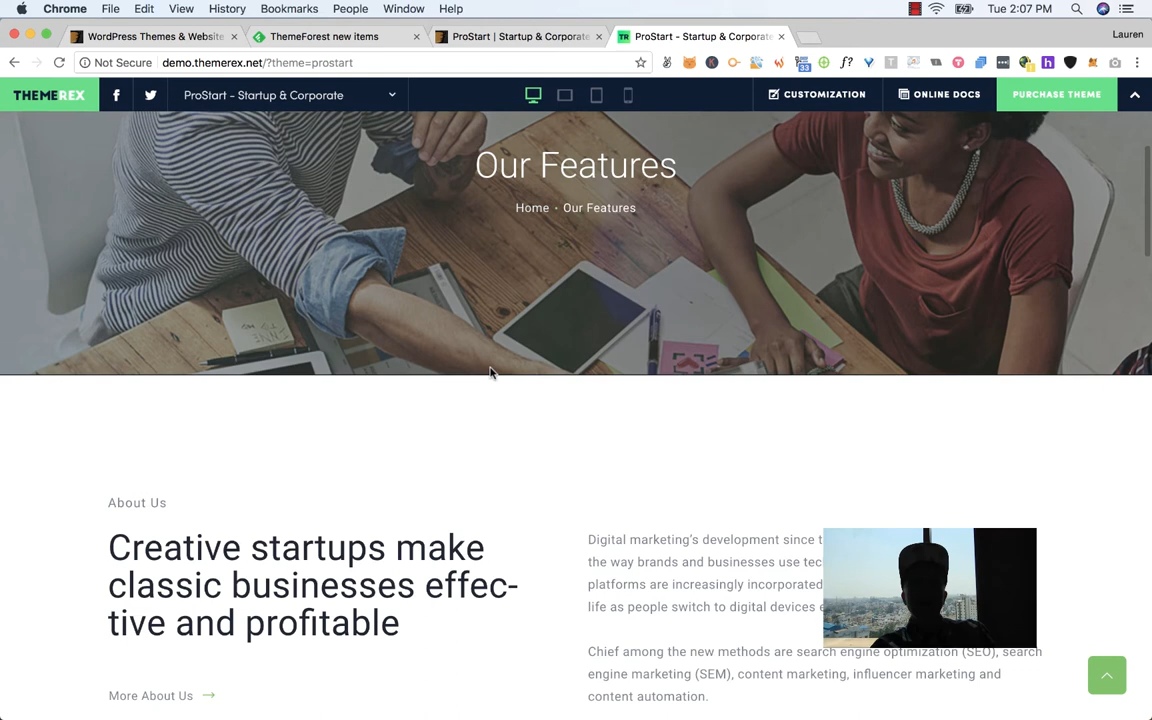 Chrome File Edit View History Bookmarks People Window Help Tue 2:07 PM
WordPress Themes & Website
ThemeForest new items
ProStart | Startup & Corporate
ProStart - Startup & Corporate
Lauren
Not Secure demo.themerex.net/?theme=prostart
33
f?
THEMEREX
ProStart - Startup & Corporate
CUSTOMIZATION
ONLINE DOCS
PURCHASE THEME
Our Features
Home • Our Features
About Us
Creative startups make
classic businesses effec-
tive and profitable
More About Us →
Digital marketing's development since t
the way brands and businesses use tec
platforms are increasingly incorporated
life as people switch to digital devices
Chief among the new methods are search engine optimization (SEO), search
engine marketing (SEM), content marketing, influencer marketing and
content automation.